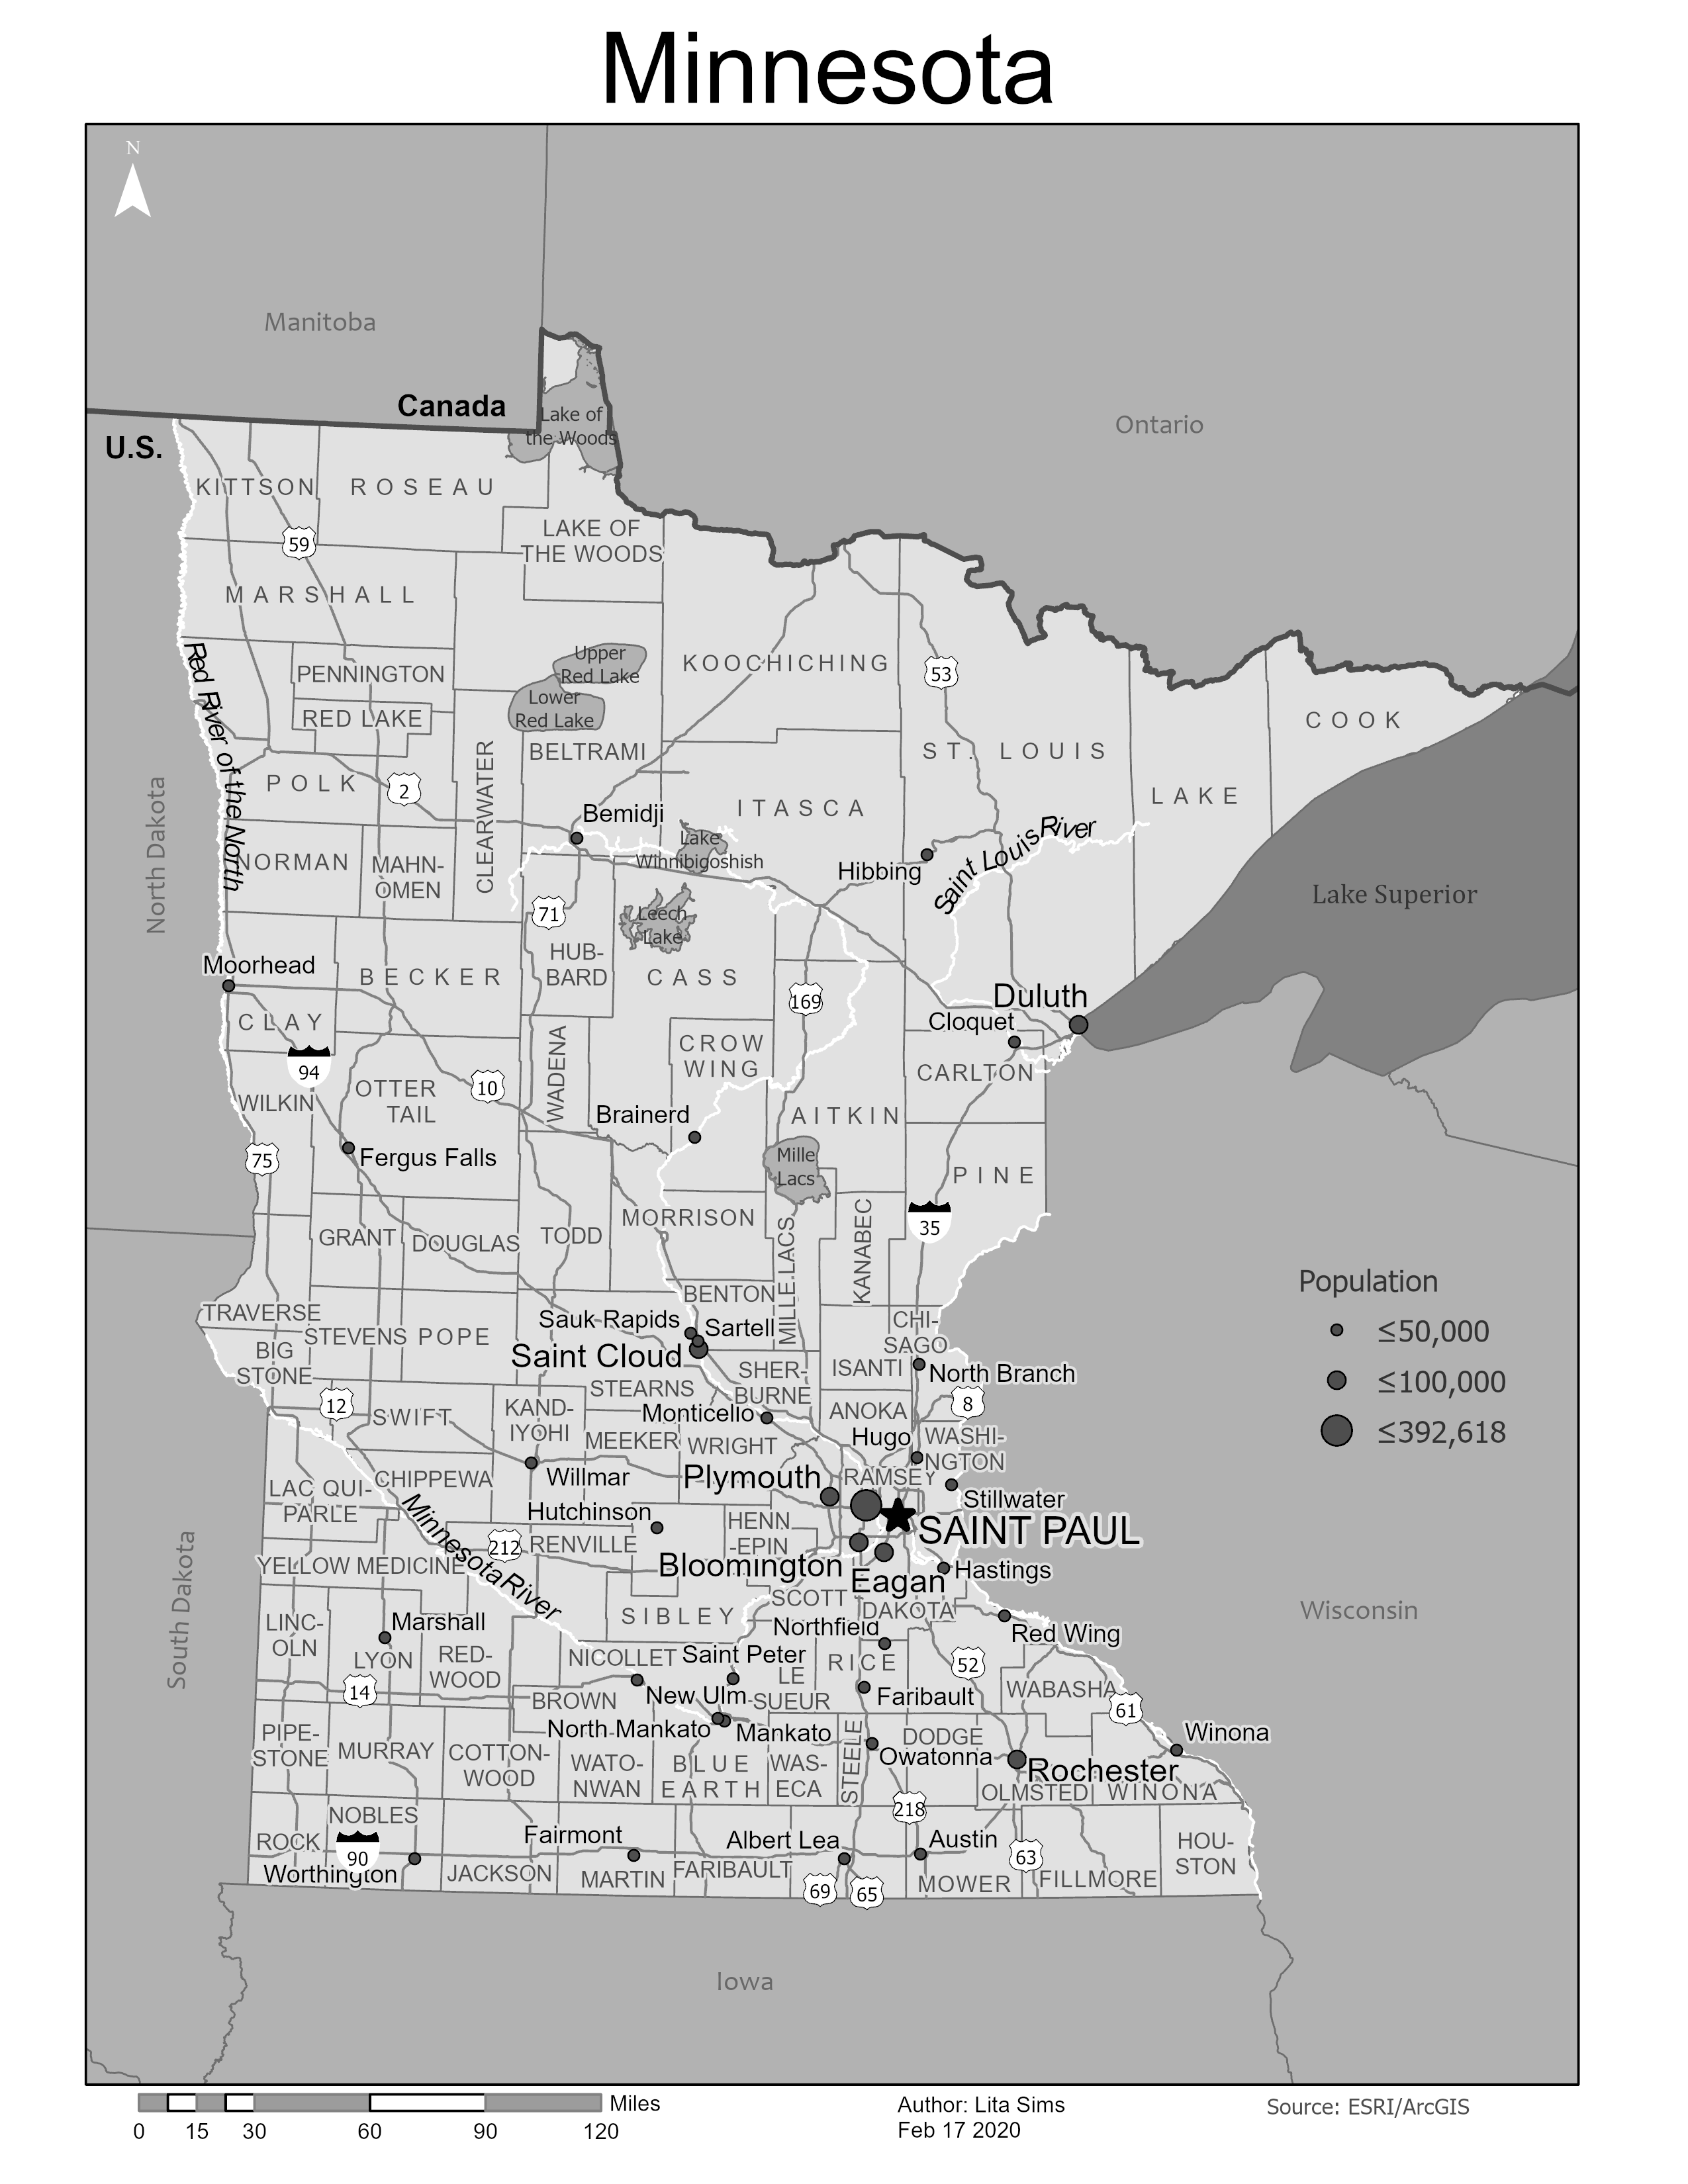 Minnesota
N
Manitoba
Ontario
Canada
U.S.
Lake of
the Woods
KITTSON
ROSEAU
LAKE OF
THE WOODS
59
MARSHALL
Red River of the North
PENNINGTON
Upper
Red Lake
KOOCHICHING
53
Lower
Red Lake
RED LAKE
COOK
BELTRAMI
ST. LOUIS
POLK
2
CLEARWATER
ITASCA
LAKE
North Dakota
Bemidji
Saint Louis River
Lake
Winnibigoshish
NORMAN
MAHN-
OMEN
Hibbing
Lake Superior
71
Leech
Lake
HUB-
BARD
Moorhead
BECKER
CASS
169
Duluth
Cloquet
CLAY
CROW
WING
94
WADENA
CARLTON
OTTER
TAIL
10
WILKIN
Brainerd
AITKIN
75
Fergus Falls
Mille
Lacs
PINE
MORRISON
35
GRANT
DOUGLAS
TODD
MILLE LACS
KANABEC
Population
≤50,000
≤100,000
≤392,618
BENTON
TRAVERSE
STEVENS
POPE
Sauk Rapids
Sartell
CHI-
SAGO
BIG
STONE
Saint Cloud
SHER-
BURNE
ISANTI
North Branch
STEARNS
8
12
SWIFT
KAND-
IYOHI
Monticello
ANOKA
Hugo
WASHI-
NGTON
MEEKER
WRIGHT
LAC QUI-
PARLE
CHIPPEWA
Willmar
Plymouth
RAMSEY
Stillwater
Minnesota River
Hutchinson
HENN
-EPIN
SAINT PAUL
212
RENVILLE
YELLOW MEDICINE
Bloomington
Eagan
Hastings
South Dakota
SCOTT
DAKOTA
Wisconsin
LINC-
OLN
Marshall
SIBLEY
Northfield
Red Wing
LYON
RED-
WOOD
NICOLLET
Saint Peter
LE
SUEUR
RICE
52
14
BROWN
New Ulm
Faribault
WABASHA
61
PIPE-
STONE
MURRAY
COTTON-
WOOD
North Mankato
Mankato
STEELE
DODGE
Winona
WATO-
NWAN
BLUE
EARTH
WAS-
ECA
Owatonna
Rochester
OLMSTED
WINONA
NOBLES
218
ROCK
90
Fairmont
Albert Lea
Austin
63
HOU-
STON
Worthington
JACKSON
MARTIN
FARIBAULT
69
65
MOWER
FILLMORE
Iowa
Miles
0 15 30 60 90 120
Author: Lita Sims
Feb 17 2020
Source: ESRI/ArcGIS